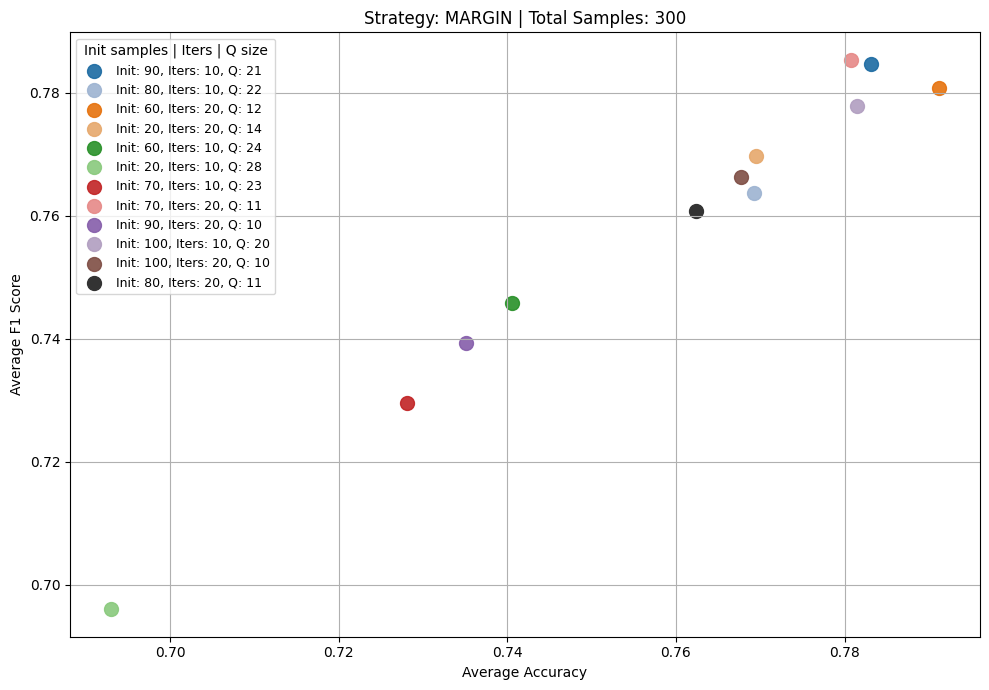 Strategy: MARGIN | Total Samples: 300
Init samples | Iters | Q size
Init: 90, Iters: 10, Q: 21
Init: 80, Iters: 10, Q: 22
Init: 60, Iters: 20, Q: 12
Init: 20, Iters: 20, Q: 14
Init: 60, Iters: 10, Q: 24
Init: 20, Iters: 10, Q: 28
Init: 70, Iters: 10, Q: 23
Init: 70, Iters: 20, Q: 11
Init: 90, Iters: 20, Q: 10
Init: 100, Iters: 10, Q: 20
Init: 100, Iters: 20, Q: 10
Init: 80, Iters: 20, Q: 11
Average F1 Score
0.78
0.76
0.74
0.72
0.70
0.70 0.72 0.74 0.76 0.78
Average Accuracy